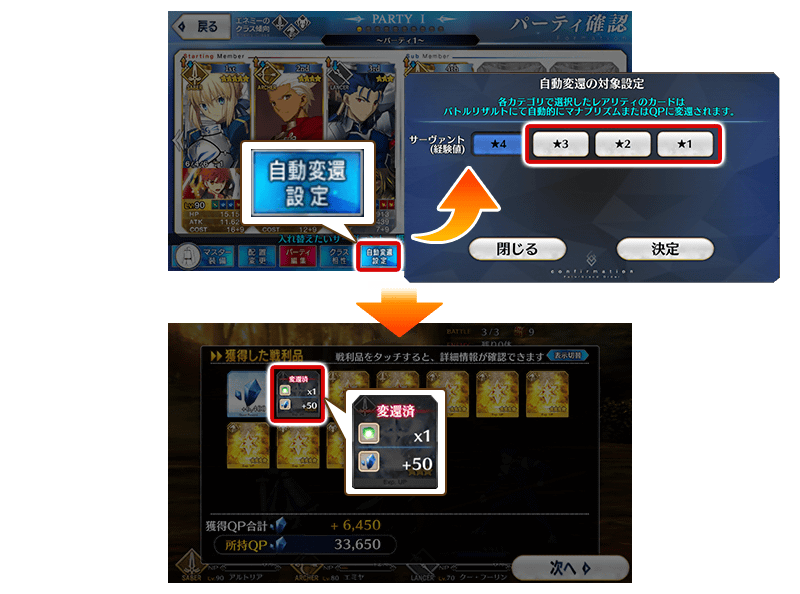 戻る
エネミーの
クラス傾向
PARTY I
～パーティ1～
パーティ確認
Starting Member
Sub Member
1st
2nd
3rd
4th
SABER
ARCHER
LANCER
Lv.90
HP
ATK
COST
16+9
12+9
7+9
入れ替えたいサ
マスター
装備
配置
変更
パーティ
編集
クラス
相性
自動変還
設定
自動変還
設定
自動変還の対象設定
各カテゴリで選択したレアリティのカードは
バトルリザルトにて自動的にマナプリズムまたはQPに変還されます。
サーヴァント
(経験値)
★4
★3
★2
★1
閉じる
決定
confirmation
BATTLE 3/3 9
獲得した戦利品
戦利品をタッチすると、詳細情報が確認できます
表示切替
変還済
x1
+50
変還済
x1
+50
獲得QP合計
+ 6,450
所持QP
33,650
次へ
SABER Lv.90 アルトリア
ARCHER Lv.80 エミヤ
LANCER Lv.70 クー・フーリン